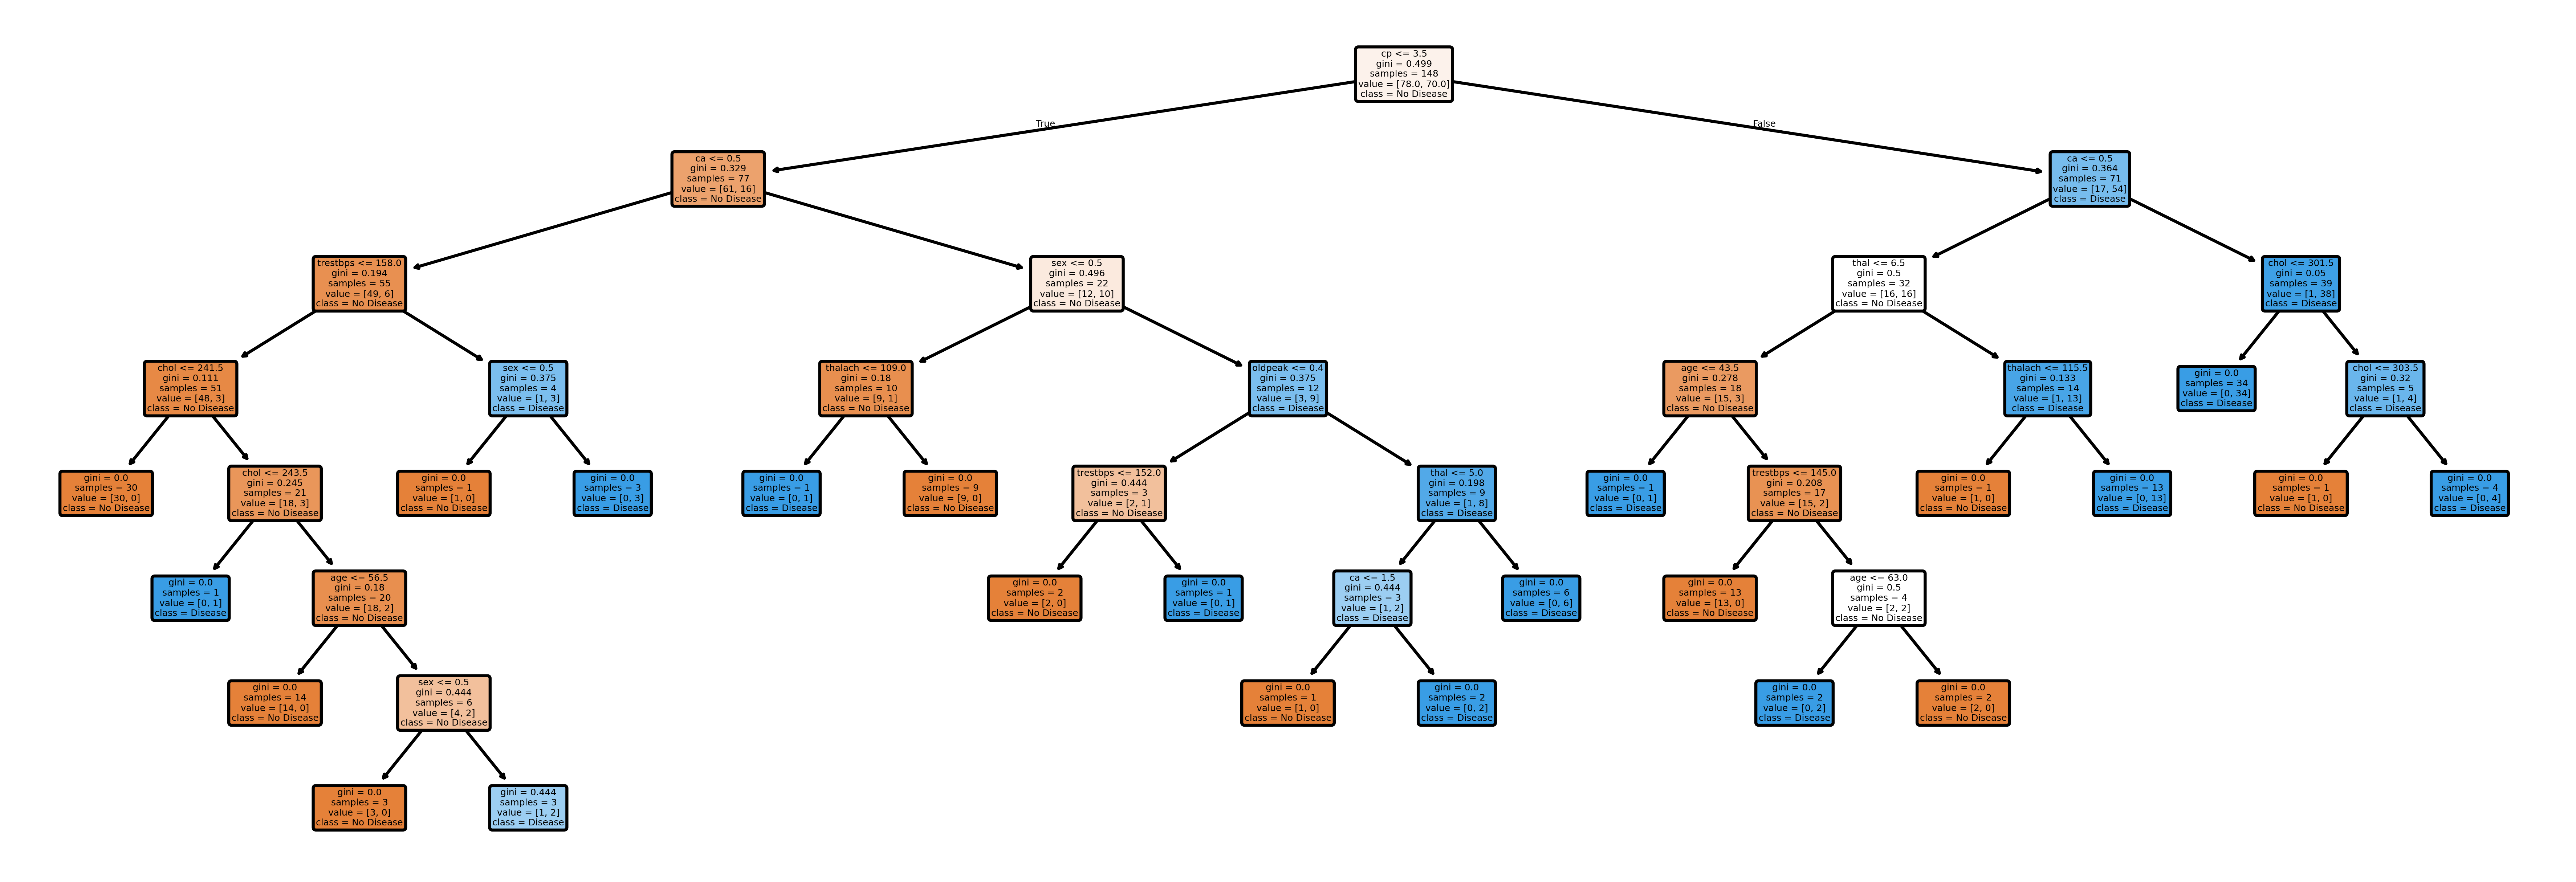 cp <= 3.5
gini = 0.499
samples = 148
value = [78.0, 70.0]
class = No Disease
True
False
ca <= 0.5
gini = 0.329
samples = 77
value = [61, 16]
class = No Disease
ca <= 0.5
gini = 0.364
samples = 71
value = [17, 54]
class = Disease
trestbps <= 158.0
gini = 0.194
samples = 55
value = [49, 6]
class = No Disease
sex <= 0.5
gini = 0.496
samples = 22
value = [12, 10]
class = No Disease
thal <= 6.5
gini = 0.5
samples = 32
value = [16, 16]
class = No Disease
chol <= 301.5
gini = 0.05
samples = 39
value = [1, 38]
class = Disease
chol <= 241.5
gini = 0.111
samples = 51
value = [48, 3]
class = No Disease
sex <= 0.5
gini = 0.375
samples = 4
value = [1, 3]
class = Disease
thalach <= 109.0
gini = 0.18
samples = 10
value = [9, 1]
class = No Disease
oldpeak <= 0.4
gini = 0.375
samples = 12
value = [3, 9]
class = Disease
age <= 43.5
gini = 0.278
samples = 18
value = [15, 3]
class = No Disease
thalach <= 115.5
gini = 0.133
samples = 14
value = [1, 13]
class = Disease
gini = 0.0
samples = 34
value = [0, 34]
class = Disease
chol <= 303.5
gini = 0.32
samples = 5
value = [1, 4]
class = Disease
gini = 0.0
samples = 30
value = [30, 0]
class = No Disease
chol <= 243.5
gini = 0.245
samples = 21
value = [18, 3]
class = No Disease
gini = 0.0
samples = 1
value = [1, 0]
class = No Disease
gini = 0.0
samples = 3
value = [0, 3]
class = Disease
gini = 0.0
samples = 1
value = [0, 1]
class = Disease
gini = 0.0
samples = 9
value = [9, 0]
class = No Disease
trestbps <= 152.0
gini = 0.444
samples = 3
value = [2, 1]
class = No Disease
thal <= 5.0
gini = 0.198
samples = 9
value = [1, 8]
class = Disease
gini = 0.0
samples = 1
value = [0, 1]
class = Disease
trestbps <= 145.0
gini = 0.208
samples = 17
value = [15, 2]
class = No Disease
gini = 0.0
samples = 1
value = [1, 0]
class = No Disease
gini = 0.0
samples = 13
value = [0, 13]
class = Disease
gini = 0.0
samples = 1
value = [1, 0]
class = No Disease
gini = 0.0
samples = 4
value = [0, 4]
class = Disease
gini = 0.0
samples = 1
value = [0, 1]
class = Disease
age <= 56.5
gini = 0.18
samples = 20
value = [18, 2]
class = No Disease
gini = 0.0
samples = 2
value = [2, 0]
class = No Disease
gini = 0.0
samples = 1
value = [0, 1]
class = Disease
ca <= 1.5
gini = 0.444
samples = 3
value = [1, 2]
class = Disease
gini = 0.0
samples = 6
value = [0, 6]
class = Disease
gini = 0.0
samples = 13
value = [13, 0]
class = No Disease
age <= 63.0
gini = 0.5
samples = 4
value = [2, 2]
class = No Disease
gini = 0.0
samples = 14
value = [14, 0]
class = No Disease
sex <= 0.5
gini = 0.444
samples = 6
value = [4, 2]
class = No Disease
gini = 0.0
samples = 1
value = [1, 0]
class = No Disease
gini = 0.0
samples = 2
value = [0, 2]
class = Disease
gini = 0.0
samples = 2
value = [0, 2]
class = Disease
gini = 0.0
samples = 2
value = [2, 0]
class = No Disease
gini = 0.0
samples = 3
value = [3, 0]
class = No Disease
gini = 0.444
samples = 3
value = [1, 2]
class = Disease